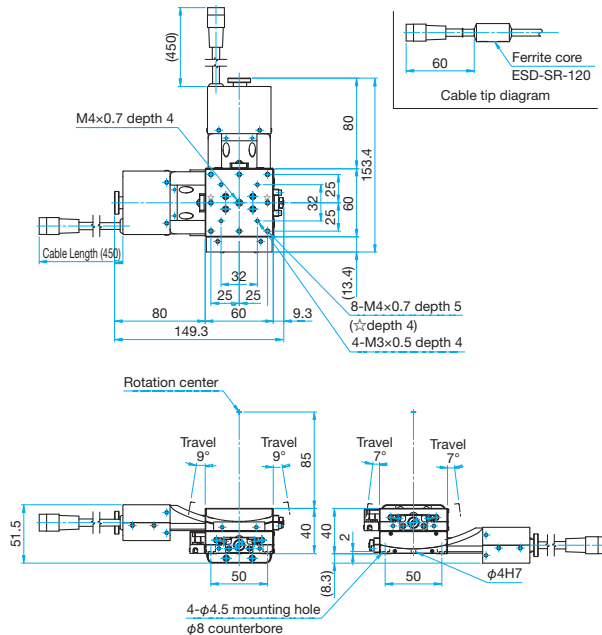 (450)
60
Ferrite core
ESD-SR-120
Cable tip diagram
M4×0.7 depth 4
80
153.4
25
32
60
25
Cable Length (450)
32
25
25
(13.4)
8-M4×0.7 depth 5
(☆depth 4)
4-M3×0.5 depth 4
80
60
9.3
149.3
Rotation center
85
Travel
9°
Travel
9°
Travel
7°
Travel
7°
51.5
40
40
2
50
50
(8.3)
φ4H7
4-φ4.5 mounting hole
φ8 counterbore